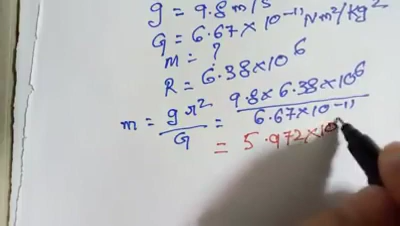 g = 9.8 m/s
G = 6.67 × 10⁻¹¹ Nm²/kg²
m = ?
R = 6.38×10⁶
m = gr²/G = 9.8 × 6.38×10⁶ / 6.67×10⁻¹¹
= 5.972×10